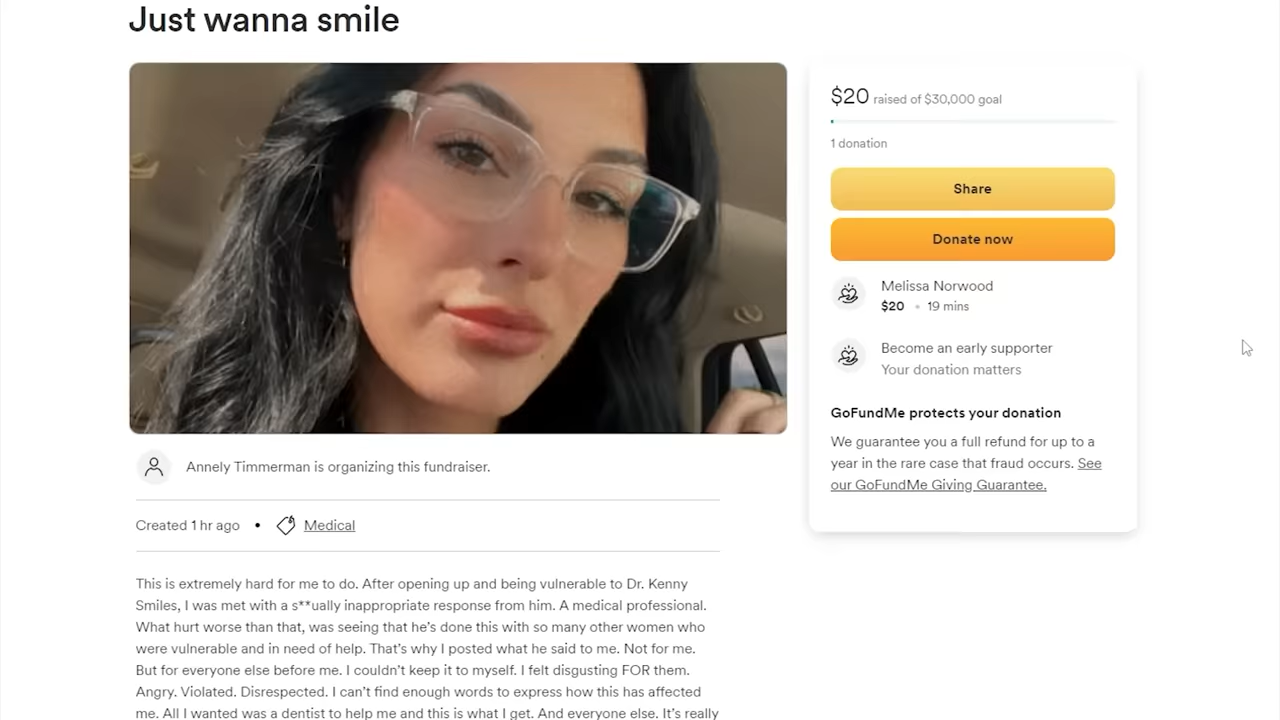 Just wanna smile
$20 raised of $30,000 goal
1 donation
Share
Donate now
Melissa Norwood
$20 • 19 mins
Become an early supporter
Your donation matters
GoFundMe protects your donation
We guarantee you a full refund for up to a
year in the rare case that fraud occurs. See
our GoFundMe Giving Guarantee.
Annely Timmerman is organizing this fundraiser.
Created 1 hr ago • Medical
This is extremely hard for me to do. After opening up and being vulnerable to Dr. Kenny
Smiles, I was met with a s**ually inappropriate response from him. A medical professional.
What hurt worse than that, was seeing that he's done this with so many other women who
were vulnerable and in need of help. That's why I posted what he said to me. Not for me.
But for everyone else before me. I couldn't keep it to myself. I felt disgusting FOR them.
Angry. Violated. Disrespected. I can't find enough words to express how this has affected
me. All I wanted was a dentist to help me and this is what I get. And everyone else. It's really